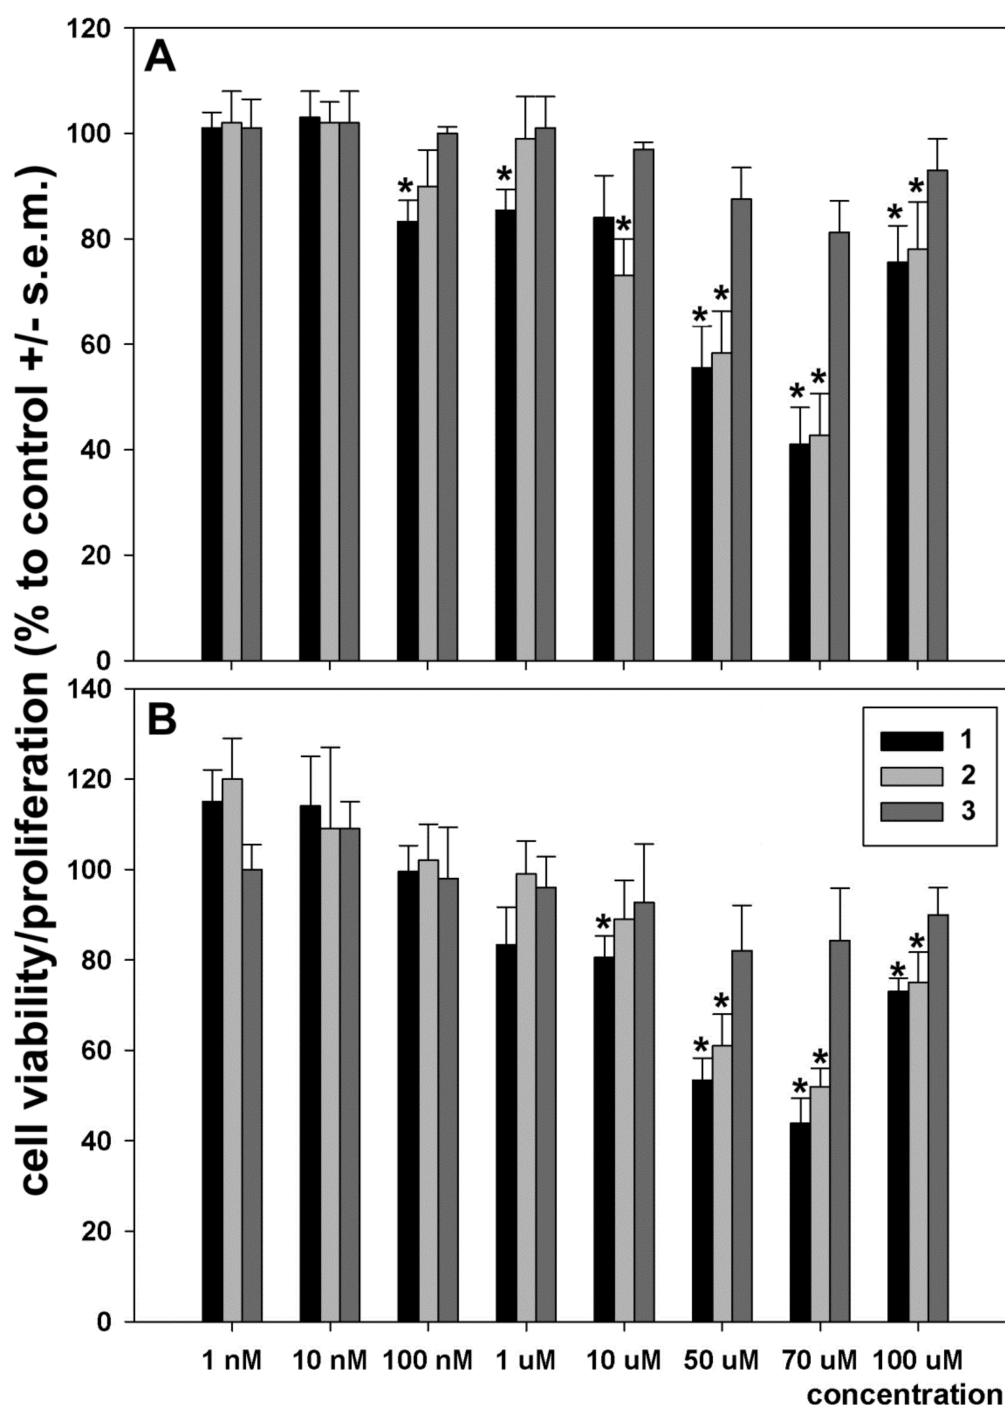 cell viability/proliferation (% to control +/- s.e.m.)
A
120
100
80
60
40
20
0
* * * * * * * * *
B
140
120
100
80
60
40
20
0
1
2
3
* * * * * * *
1 nM 10 nM 100 nM 1 uM 10 uM 50 uM 70 uM 100 uM
concentration